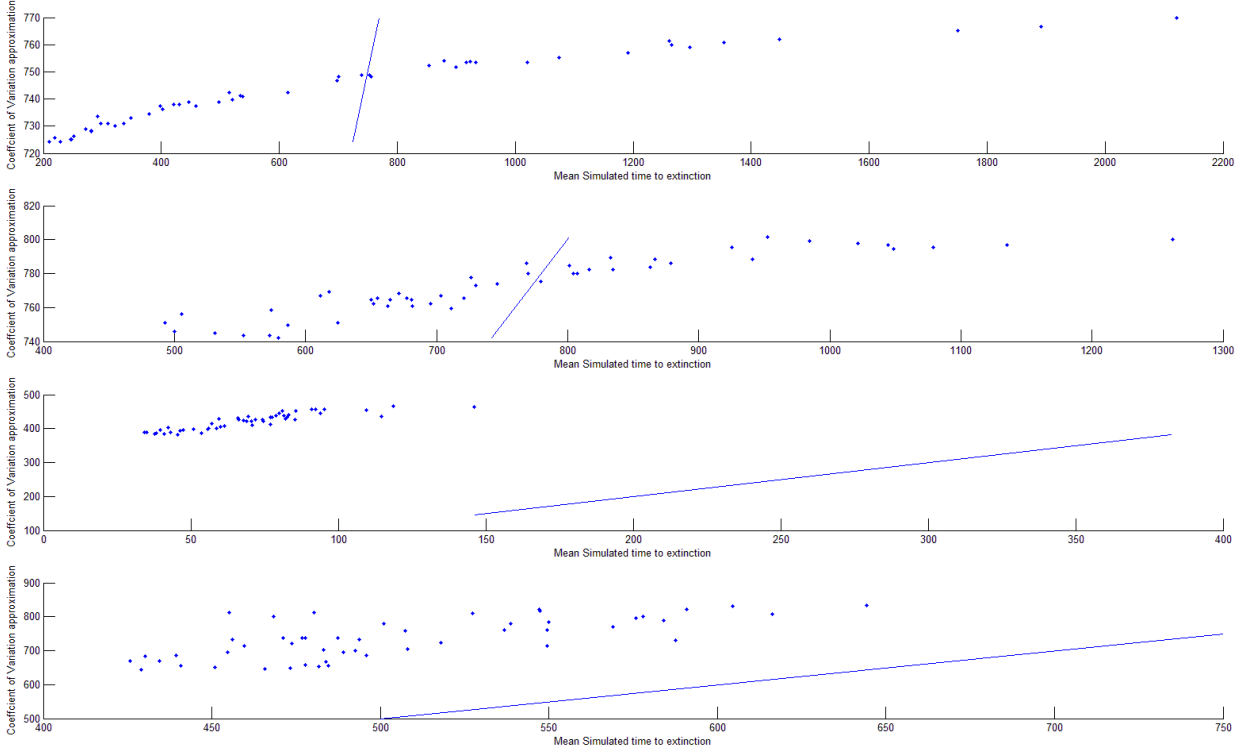 770
760
750
740
730
720
200 400 600 800 1000 1200 1400 1600 1800 2000 2200
Coeffcient of Variation approximation
Mean Simulated time to extinction
820
800
780
760
740
400 500 600 700 800 900 1000 1100 1200 1300
Coeffcient of Variation approximation
Mean Simulated time to extinction
500
400
300
200
100
0 50 100 150 200 250 300 350 400
Coeffcient of Variation approximation
Mean Simulated time to extinction
900
800
700
600
500
400 450 500 550 600 650 700 750
Coeffcient of Variation approximation
Mean Simulated time to extinction